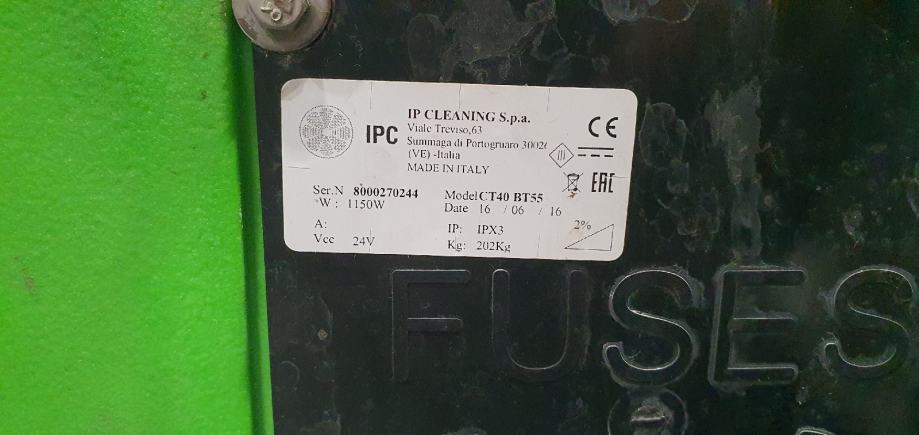 IP CLEANING S.p.a.
IPC
Viale Treviso,63
Summaga di Portogruaro 3002
(VE) -Italia
MADE IN ITALY
CE
EAC
Ser.N 8000270244
Model CT40 BT55
W : 1150W
Date 16 / 06 / 16
A:
IP: IPX3
2%
Vcc 24V
Kg: 202Kg
FUSES